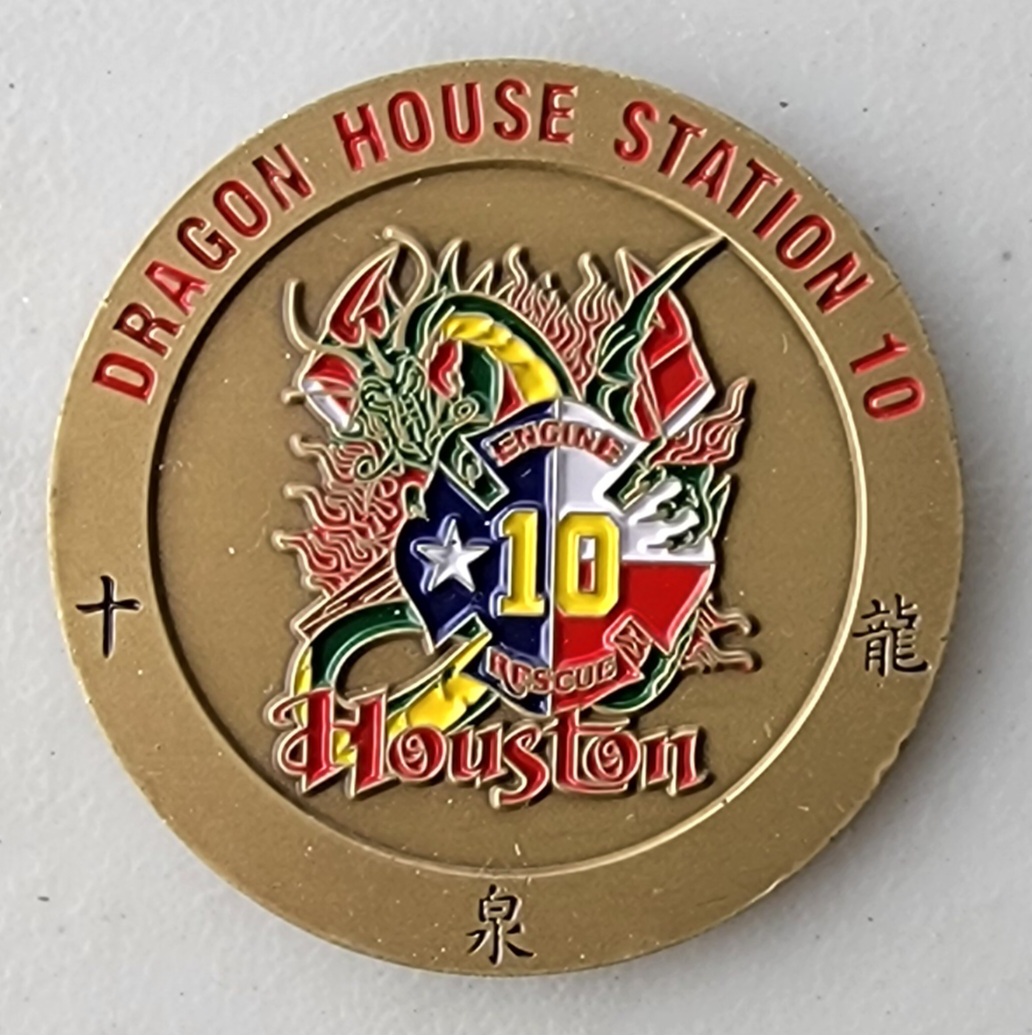 DRAGON HOUSE STATION 10
ENGINE
10
RESCUE
Houston
十
龍
泉